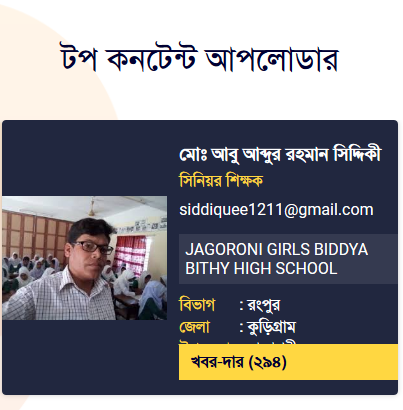 টপ কনটেন্ট আপলোডার
মোঃ আবু আব্দুর রহমান সিদ্দিকী
সিনিয়র শিক্ষক
siddiquee1211@gmail.com
JAGORONI GIRLS BIDDYA
BITHY HIGH SCHOOL
বিভাগ : রংপুর
জেলা : কুড়িগ্রাম
খবর-দার (২৯৪)